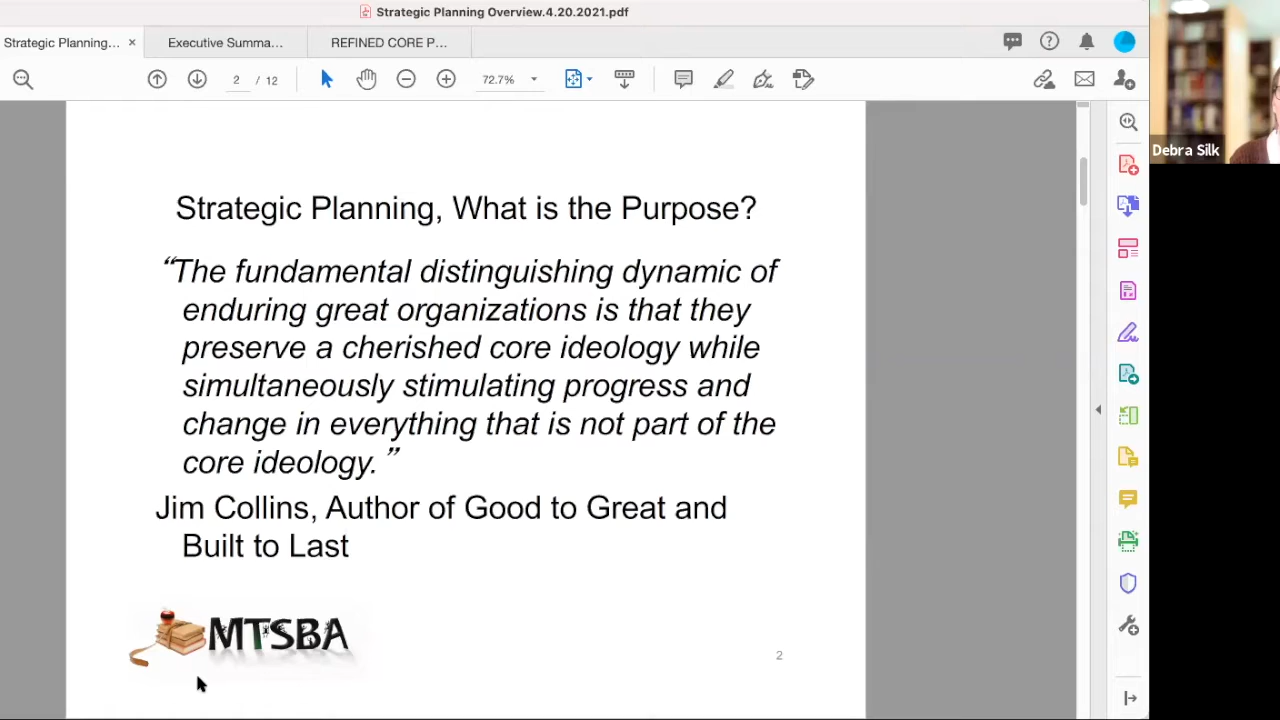 Strategic Planning Overview.4.20.2021.pdf
Strategic Planning... ×
Executive Summa...
REFINED CORE P...
2 / 12
72.7%
Debra Silk
Strategic Planning, What is the Purpose?
“The fundamental distinguishing dynamic of
enduring great organizations is that they
preserve a cherished core ideology while
simultaneously stimulating progress and
change in everything that is not part of the
core ideology.”
Jim Collins, Author of Good to Great and
Built to Last
MTSBA
2